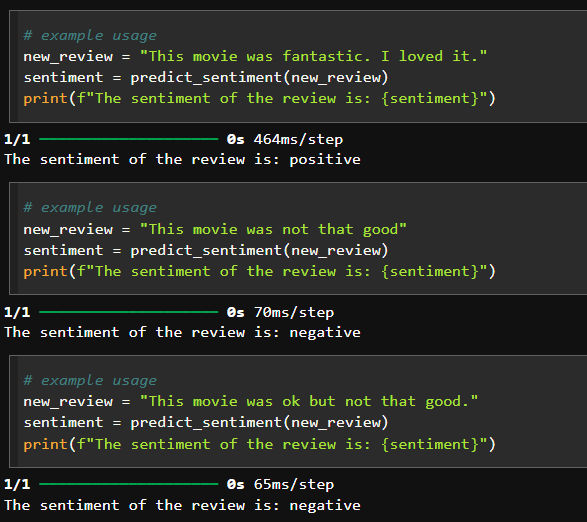 # example usage
new_review = "This movie was fantastic. I loved it."
sentiment = predict_sentiment(new_review)
print(f"The sentiment of the review is: {sentiment}")
1/1 ━━━━━━━━━━━━━━━━━━━━ 0s 464ms/step
The sentiment of the review is: positive
# example usage
new_review = "This movie was not that good"
sentiment = predict_sentiment(new_review)
print(f"The sentiment of the review is: {sentiment}")
1/1 ━━━━━━━━━━━━━━━━━━━━ 0s 70ms/step
The sentiment of the review is: negative
# example usage
new_review = "This movie was ok but not that good."
sentiment = predict_sentiment(new_review)
print(f"The sentiment of the review is: {sentiment}")
1/1 ━━━━━━━━━━━━━━━━━━━━ 0s 65ms/step
The sentiment of the review is: negative